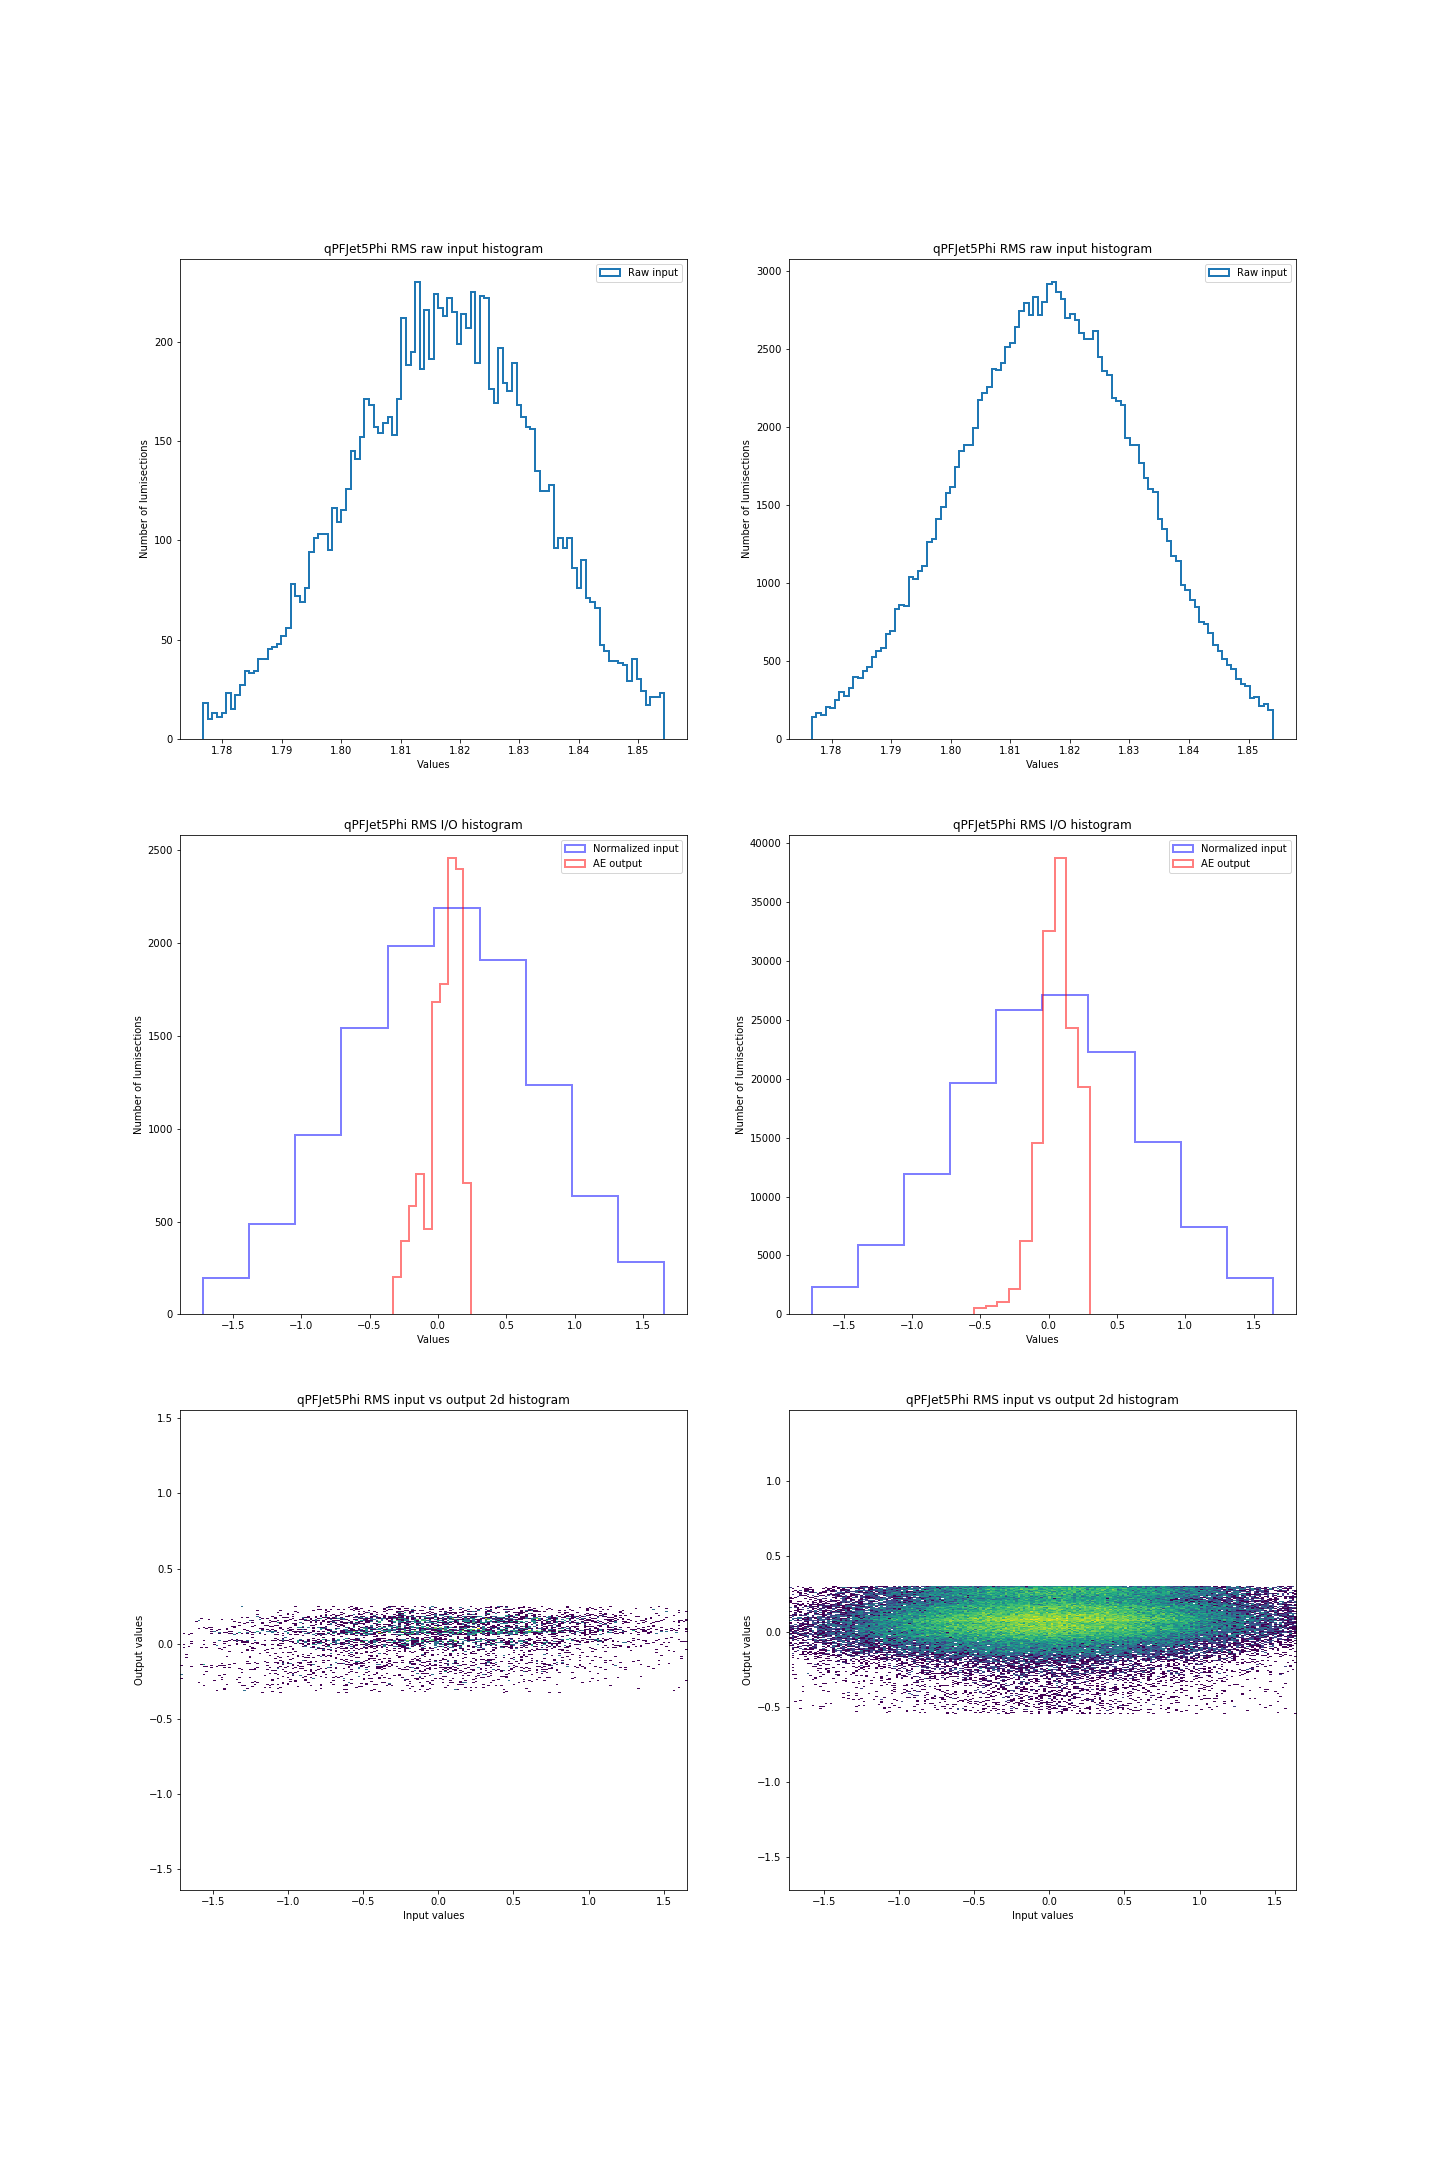 qPFJet5Phi RMS raw input histogram
Raw input
Number of lumisections
200
150
100
50
0
1.78 1.79 1.80 1.81 1.82 1.83 1.84 1.85
Values
qPFJet5Phi RMS raw input histogram
Raw input
Number of lumisections
3000
2500
2000
1500
1000
500
0
1.78 1.79 1.80 1.81 1.82 1.83 1.84 1.85
Values
qPFJet5Phi RMS I/O histogram
Normalized input
AE output
Number of lumisections
2500
2000
1500
1000
500
0
−1.5 −1.0 −0.5 0.0 0.5 1.0 1.5
Values
qPFJet5Phi RMS I/O histogram
Normalized input
AE output
Number of lumisections
40000
35000
30000
25000
20000
15000
10000
5000
0
−1.5 −1.0 −0.5 0.0 0.5 1.0 1.5
Values
qPFJet5Phi RMS input vs output 2d histogram
Output values
1.5
1.0
0.5
0.0
−0.5
−1.0
−1.5
−1.5 −1.0 −0.5 0.0 0.5 1.0 1.5
Input values
qPFJet5Phi RMS input vs output 2d histogram
Output values
1.0
0.5
0.0
−0.5
−1.0
−1.5
−1.5 −1.0 −0.5 0.0 0.5 1.0 1.5
Input values